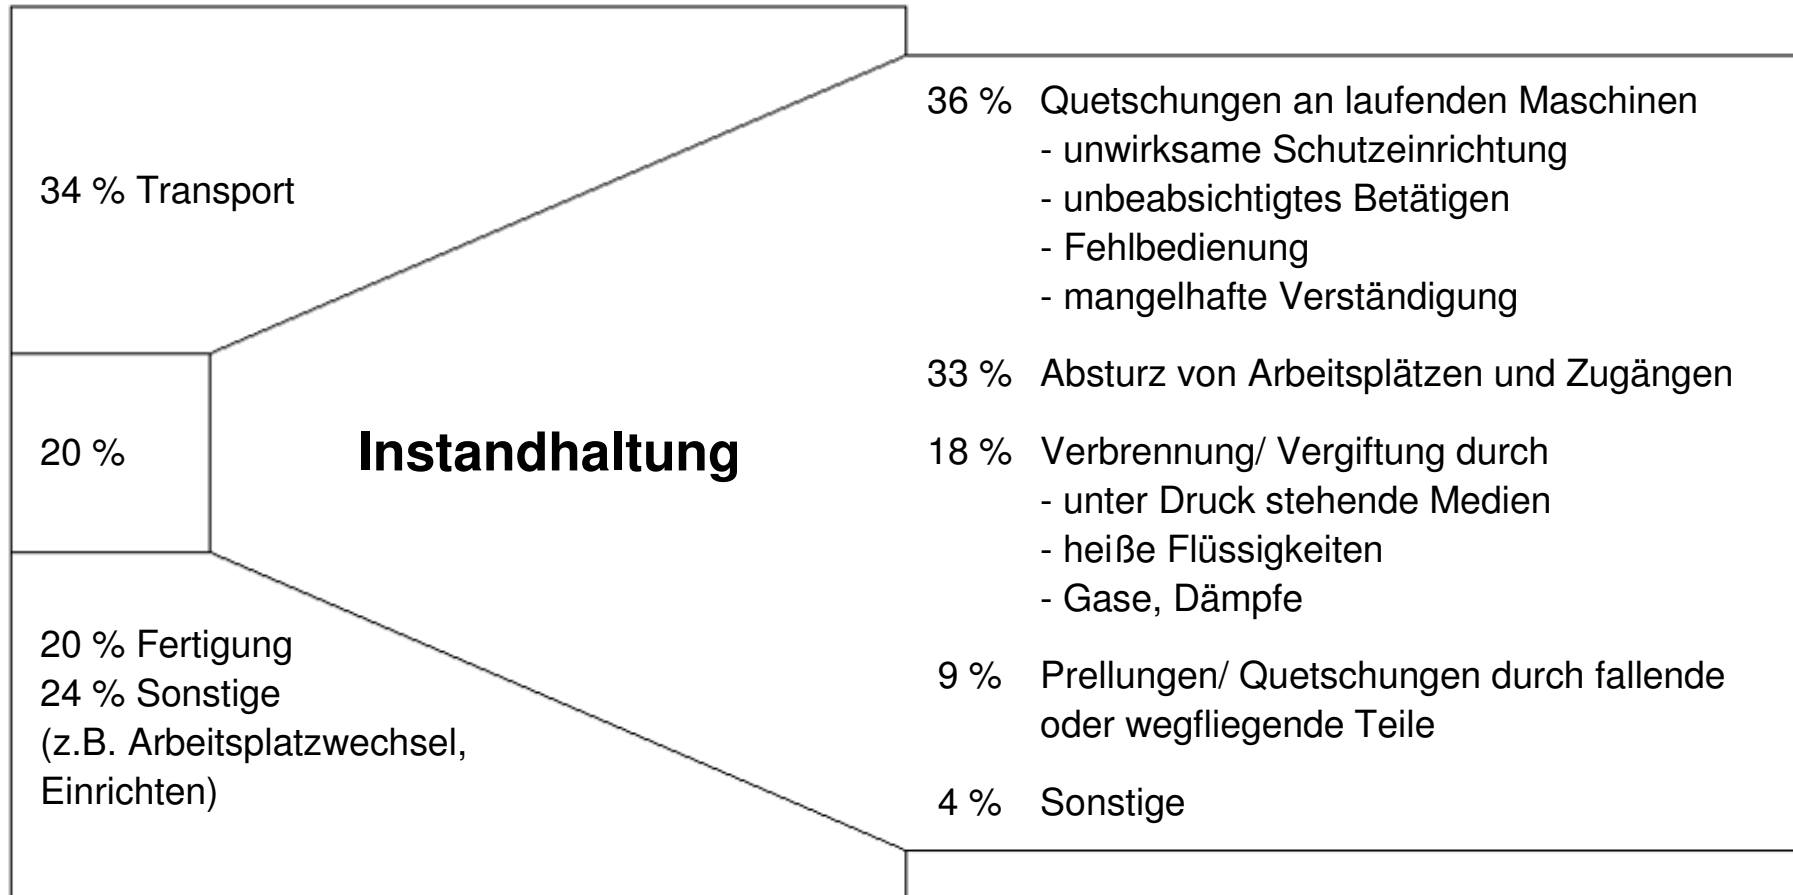 34 % Transport
20 %
Instandhaltung
20 % Fertigung
24 % Sonstige
(z.B. Arbeitsplatzwechsel,
Einrichten)
36 % Quetschungen an laufenden Maschinen
- unwirksame Schutzeinrichtung
- unbeabsichtigtes Betätigen
- Fehlbedienung
- mangelhafte Verständigung
33 % Absturz von Arbeitsplätzen und Zugängen
18 % Verbrennung/ Vergiftung durch
- unter Druck stehende Medien
- heiße Flüssigkeiten
- Gase, Dämpfe
9 % Prellungen/ Quetschungen durch fallende
oder wegfliegende Teile
4 % Sonstige